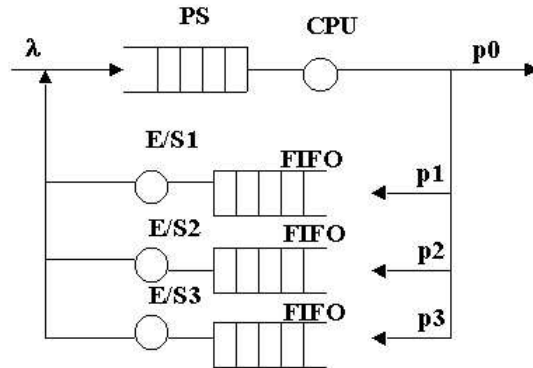 PS
CPU
λ
p0
E/S1
FIFO
p1
E/S2
FIFO
p2
E/S3
FIFO
p3